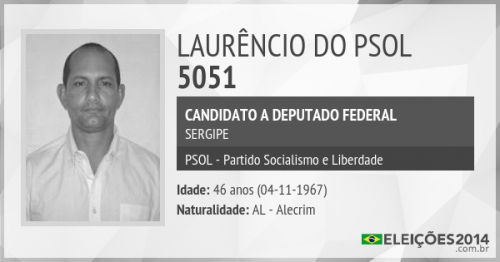 LAURÊNCIO DO PSOL
5051
CANDIDATO A DEPUTADO FEDERAL
SERGIPE
PSOL - Partido Socialismo e Liberdade
Idade: 46 anos (04-11-1967)
Naturalidade: AL - Alecrim
ELEIÇÕES2014
.com.br